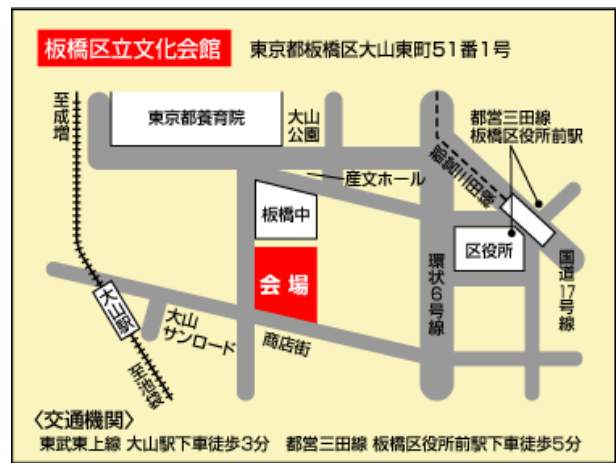 板橋区立文化会館 東京都板橋区大山東町51番1号
至成増
東京都養育院
大山
公園
都営三田線
板橋区役所前駅
都営三田線
産文ホール
板橋中
区役所
会場
環状6号線
国道17号線
大山駅
大山
サンロード
商店街
至池袋
〈交通機関〉
東武東上線 大山駅下車徒歩3分 都営三田線 板橋区役所前駅下車徒歩5分